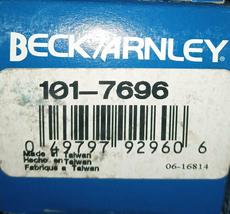 BECK/ARNLEY®
101-7696
0 49797 92960 6
Made in Taiwan
Hecho en Taiwan
Fabriqué à Taiwan
06-16814